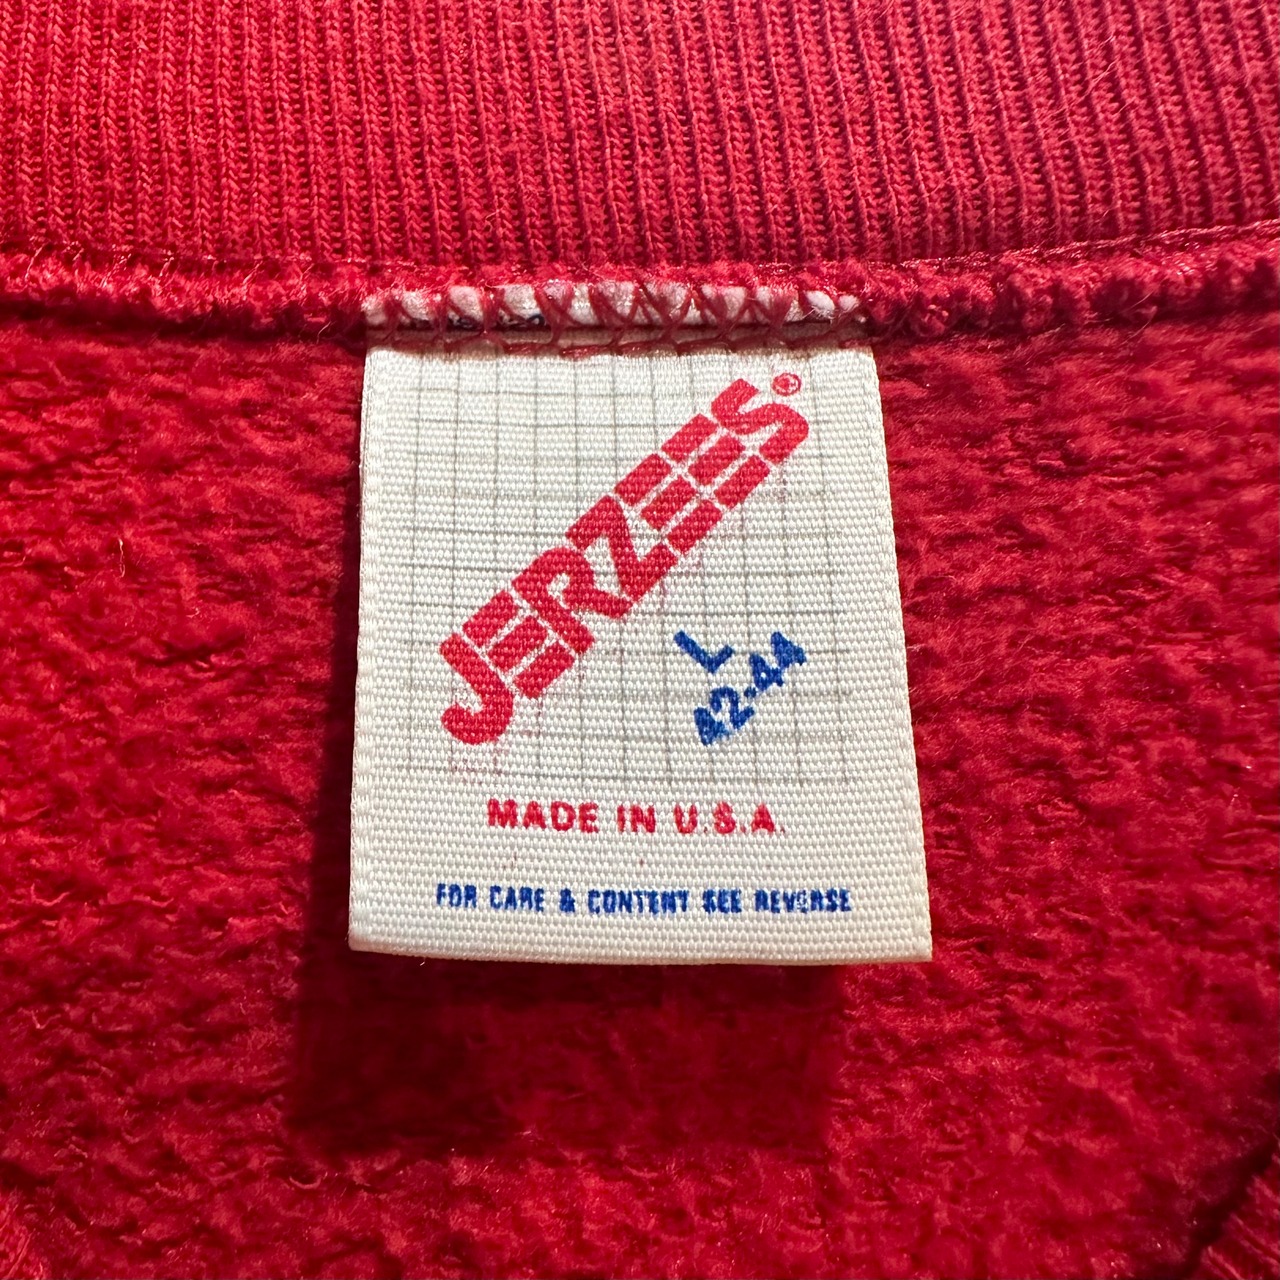 JERZEES®
L
42-44
MADE IN U.S.A.
FOR CARE & CONTENT SEE REVERSE